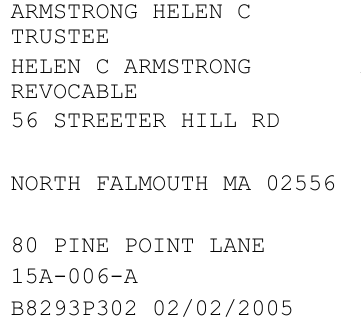 ARMSTRONG HELEN C
TRUSTEE
HELEN C ARMSTRONG
REVOCABLE
56 STREETER HILL RD
NORTH FALMOUTH MA 02556
80 PINE POINT LANE
15A-006-A
B8293P302 02/02/2005